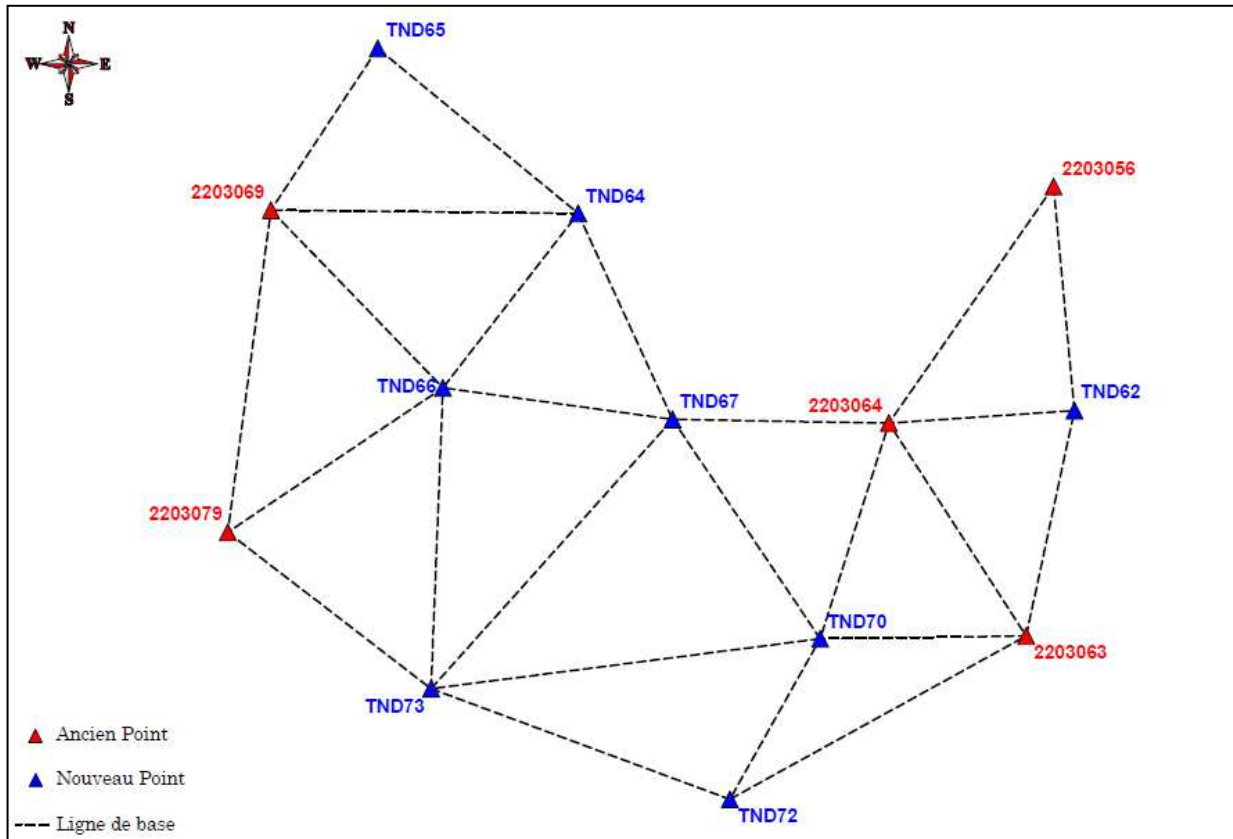 N
W E
S
TND65
2203069
TND64
2203056
TND66
TND67
2203064
TND62
2203079
TND70
2203063
TND73
TND72
Ancien Point
Nouveau Point
Ligne de base